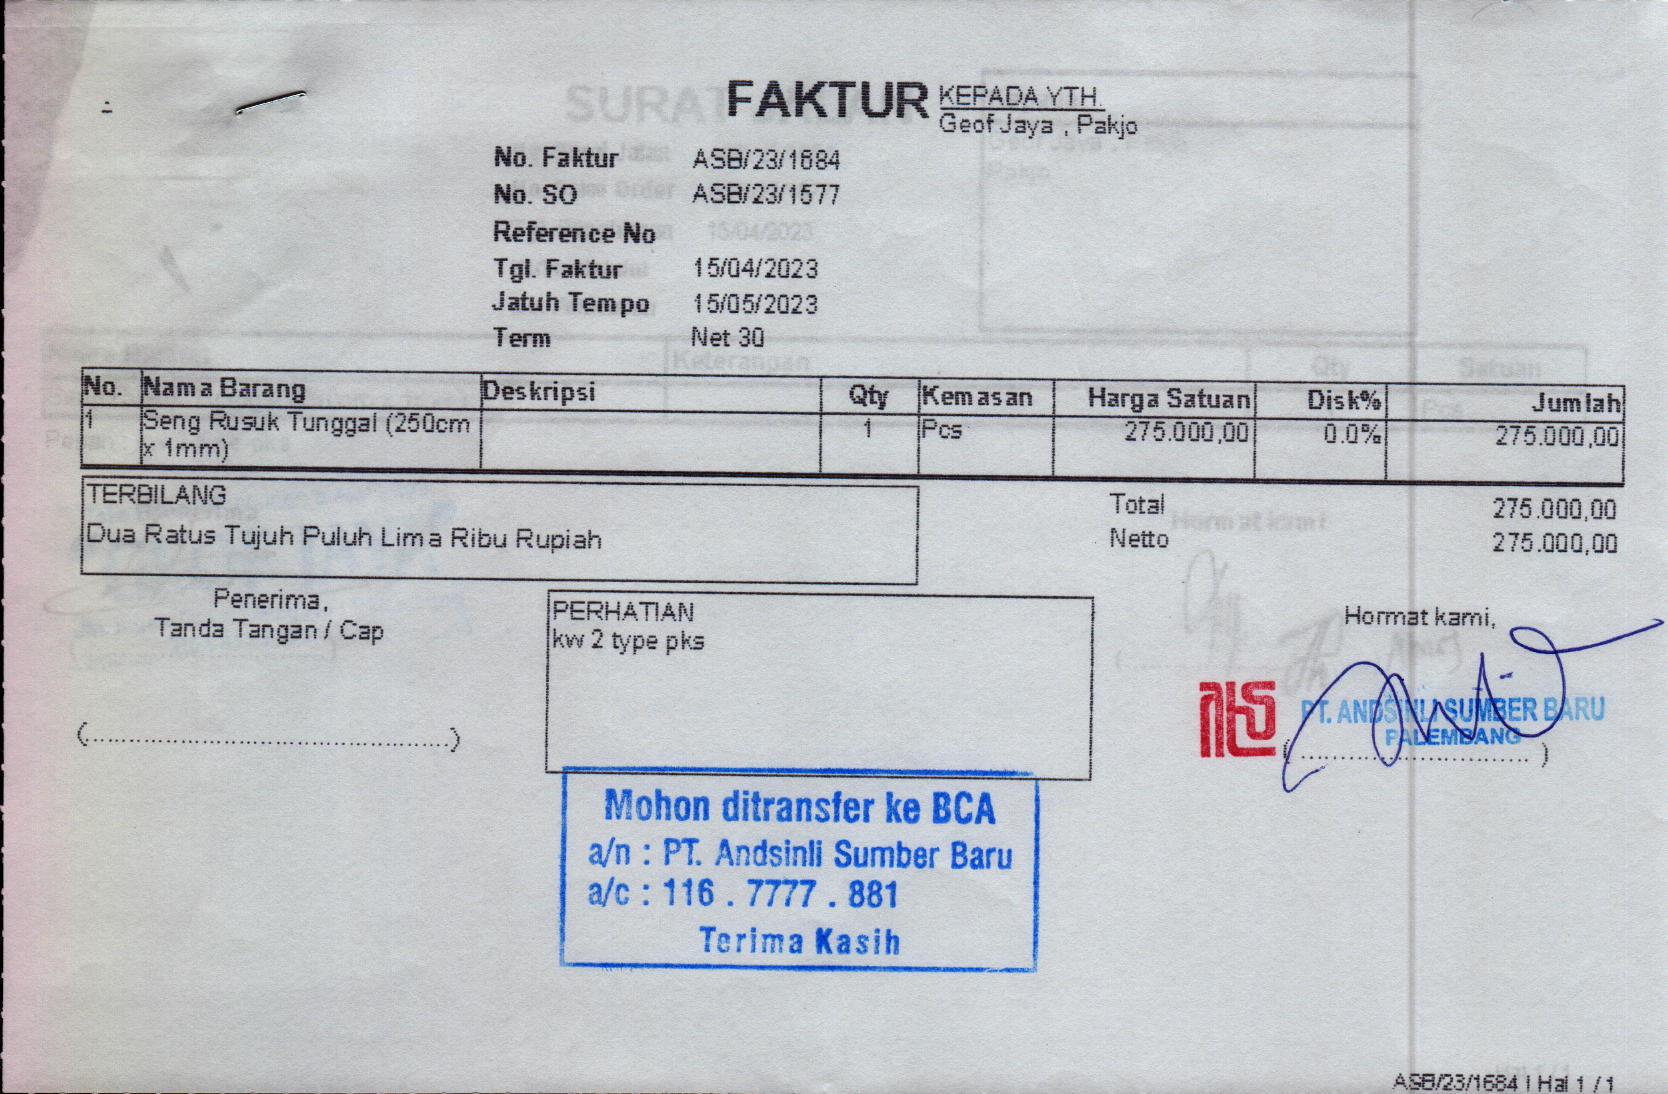 FAKTUR
KEPADA YTH.
Geof Jaya , Pakjo
No. Faktur ASB/23/1684
No. SO ASB/23/1577
Reference No
Tgl. Faktur 15/04/2023
Jatuh Tempo 15/05/2023
Term Net 30
No. Nama Barang Deskripsi Qty Kemasan Harga Satuan Disk% Jumlah
1 Seng Rusuk Tunggal (250cm 1 Pcs 275.000,00 0.0% 275.000,00
x 1mm)
TERBILANG
Dua Ratus Tujuh Puluh Lima Ribu Rupiah
Total 275.000,00
Netto 275.000,00
Penerima,
Tanda Tangan / Cap
(................................................)
PERHATIAN
kw 2 type pks
Hormat kami,
PT. ANDSINLI SUMBER BARU
PALEMBANG
(..............................)
Mohon ditransfer ke BCA
a/n : PT. Andsinli Sumber Baru
a/c : 116 . 7777 . 881
Terima Kasih
ASB/23/1684 | Hal 1 / 1